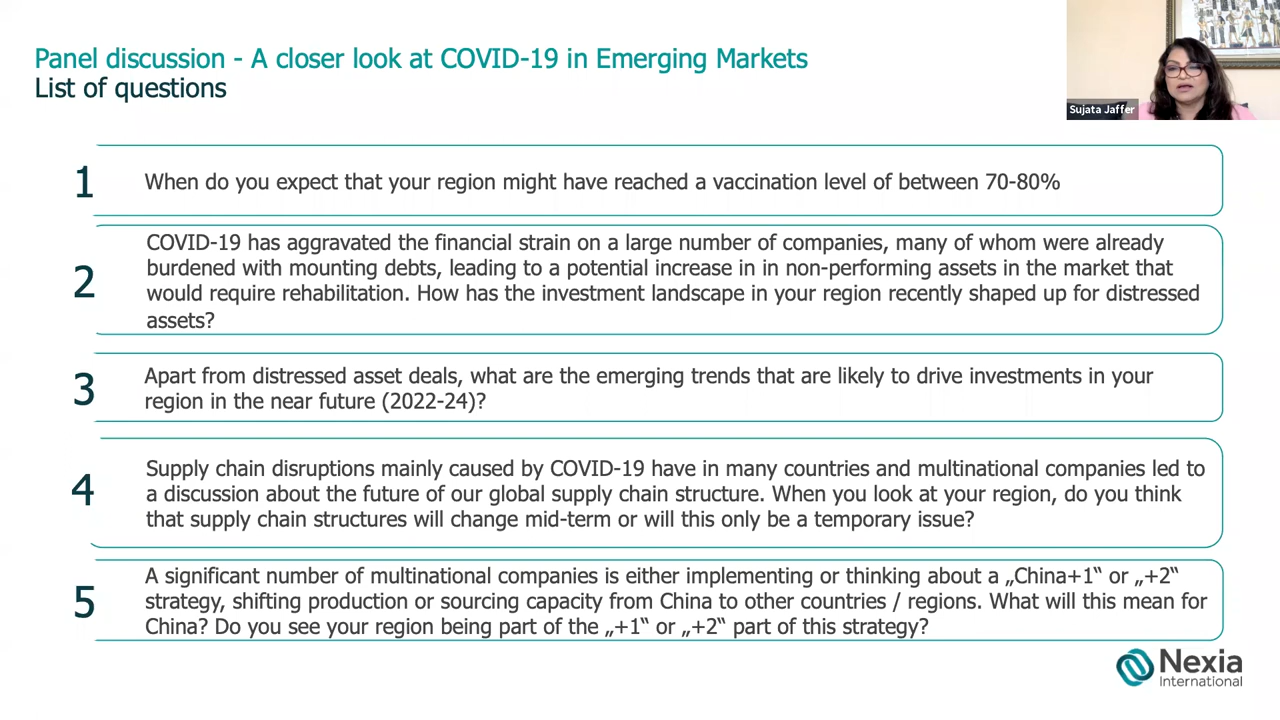 Panel discussion - A closer look at COVID-19 in Emerging Markets
List of questions
Sujata Jaffer
1
When do you expect that your region might have reached a vaccination level of between 70-80%
2
COVID-19 has aggravated the financial strain on a large number of companies, many of whom were already
burdened with mounting debts, leading to a potential increase in in non-performing assets in the market that
would require rehabilitation. How has the investment landscape in your region recently shaped up for distressed
assets?
3
Apart from distressed asset deals, what are the emerging trends that are likely to drive investments in your
region in the near future (2022-24)?
4
Supply chain disruptions mainly caused by COVID-19 have in many countries and multinational companies led to
a discussion about the future of our global supply chain structure. When you look at your region, do you think
that supply chain structures will change mid-term or will this only be a temporary issue?
5
A significant number of multinational companies is either implementing or thinking about a „China+1“ or „+2“
strategy, shifting production or sourcing capacity from China to other countries / regions. What will this mean for
China? Do you see your region being part of the „+1“ or „+2“ part of this strategy?
Nexia
International